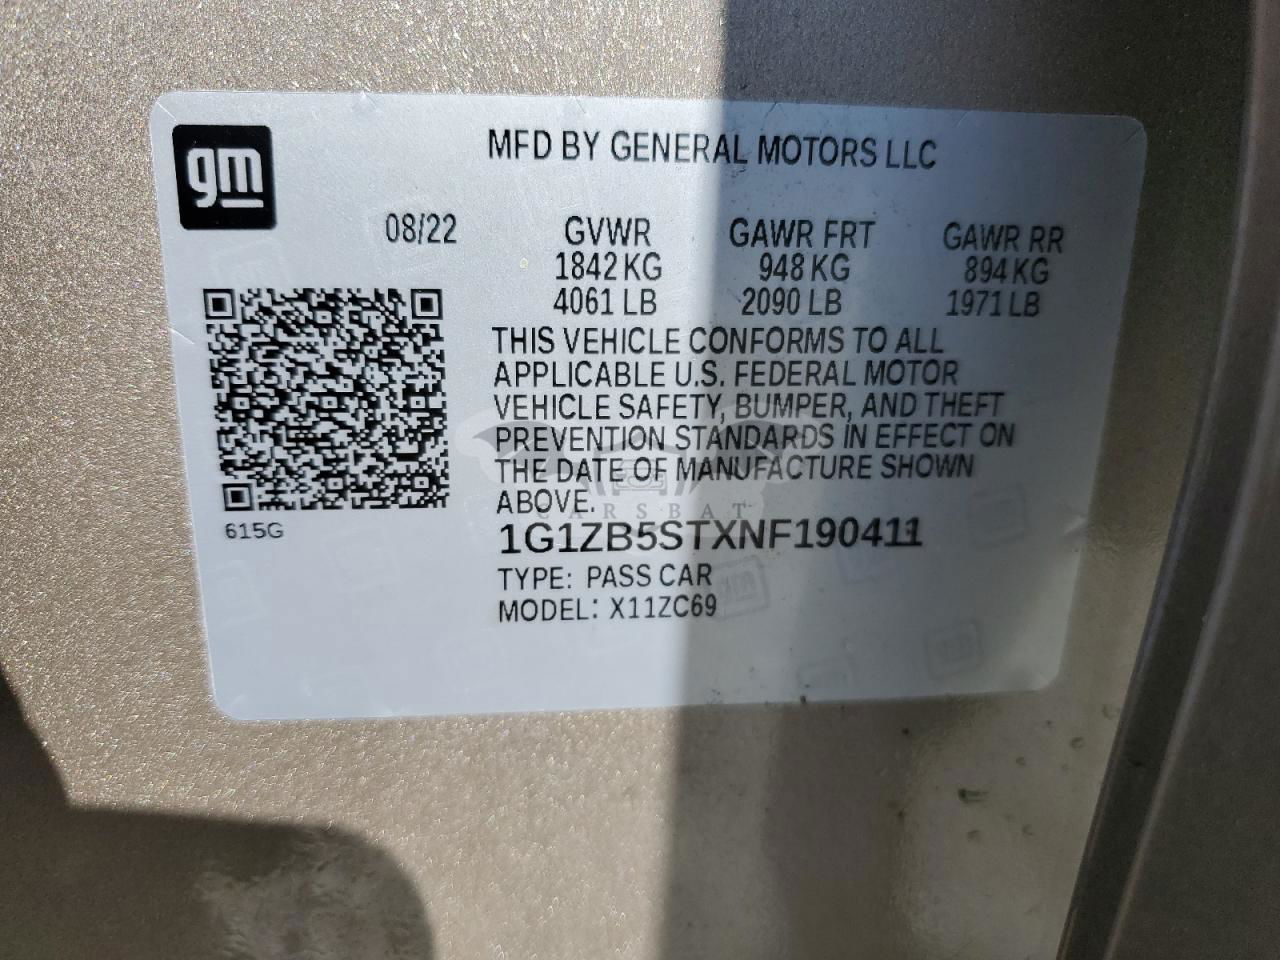 gm
MFD BY GENERAL MOTORS LLC
08/22 GVWR GAWR FRT GAWR RR
1842 KG 948 KG 894 KG
4061 LB 2090 LB 1971 LB
THIS VEHICLE CONFORMS TO ALL
APPLICABLE U.S. FEDERAL MOTOR
VEHICLE SAFETY, BUMPER, AND THEFT
PREVENTION STANDARDS IN EFFECT ON
THE DATE OF MANUFACTURE SHOWN
ABOVE.
CARSBAT
615G
1G1ZB5STXNF190411
TYPE: PASS CAR
MODEL: X11ZC69